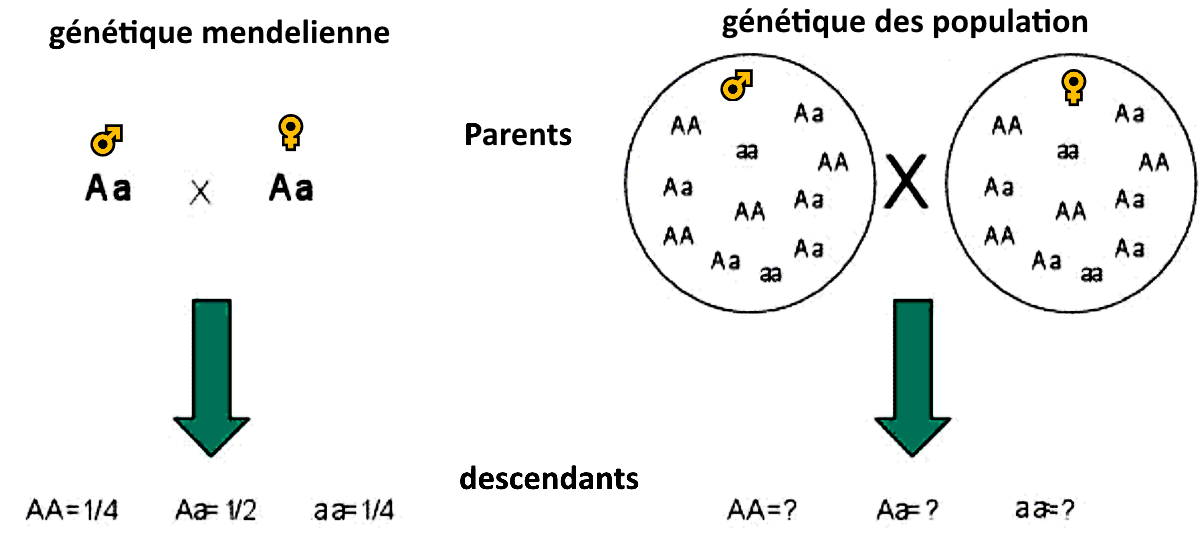 génétique mendelienne
génétique des population
Parents
Aa X Aa
AA Aa
aa AA
Aa AA Aa
AA Aa Aa
aa
X
AA Aa
aa AA
Aa AA Aa
AA Aa Aa
aa
descendants
AA=1/4 Aa=1/2 aa=1/4
AA=? Aa=? aa=?